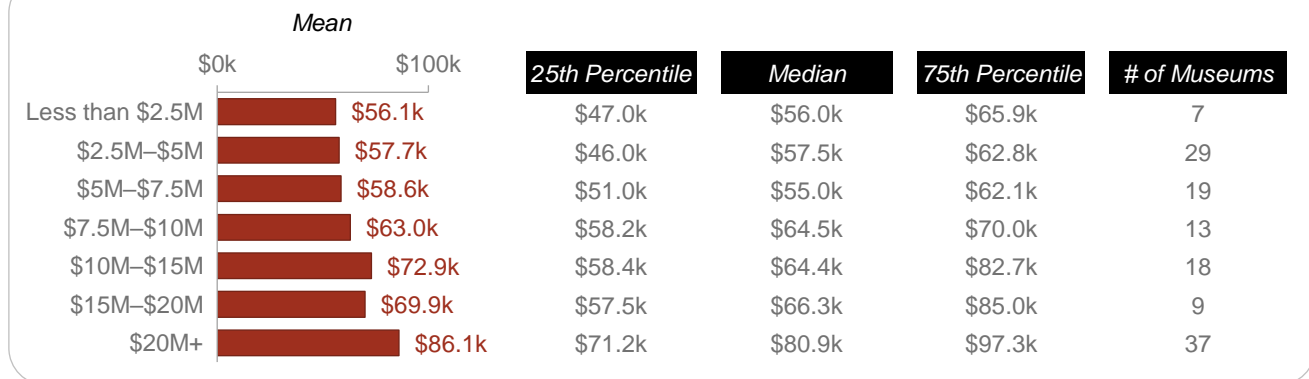 Mean
$0k $100k 25th Percentile Median 75th Percentile # of Museums
Less than $2.5M $56.1k $47.0k $56.0k $65.9k 7
$2.5M–$5M $57.7k $46.0k $57.5k $62.8k 29
$5M–$7.5M $58.6k $51.0k $55.0k $62.1k 19
$7.5M–$10M $63.0k $58.2k $64.5k $70.0k 13
$10M–$15M $72.9k $58.4k $64.4k $82.7k 18
$15M–$20M $69.9k $57.5k $66.3k $85.0k 9
$20M+ $86.1k $71.2k $80.9k $97.3k 37